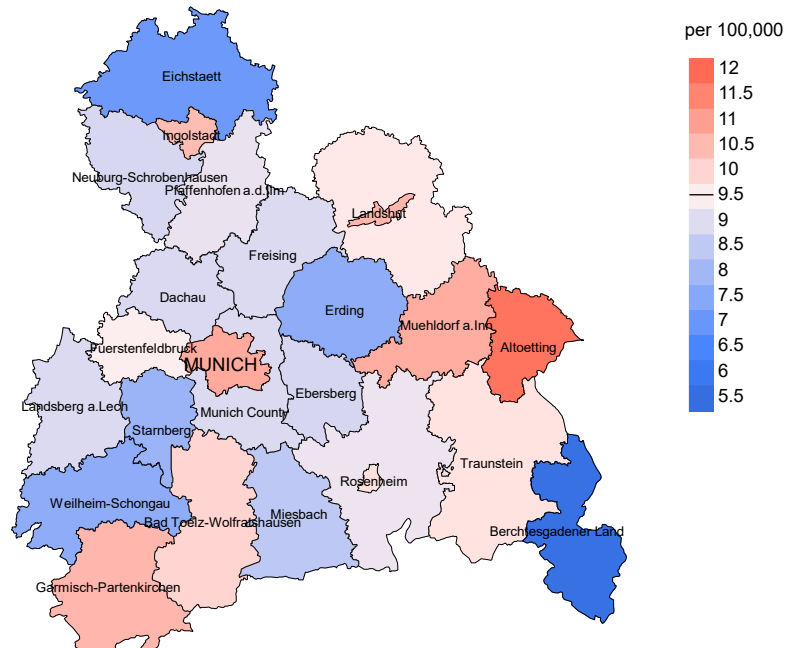 per 100,000
12
11.5
11
10.5
10
9.5
9
8.5
8
7.5
7
6.5
6
5.5
Eichstaett
Ingolstadt
Neuburg-Schrobenhausen
Pfaffenhofen a.d.Ilm
Landshut
Freising
Dachau
Erding
Muehldorf a.Inn
Altoetting
Fuerstenfeldbruck
MUNICH
Ebersberg
Landsberg a.Lech
Munich County
Starnberg
Traunstein
Rosenheim
Weilheim-Schongau
Miesbach
Bad Toelz-Wolfratshausen
Berchtesgadener Land
Garmisch-Partenkirchen